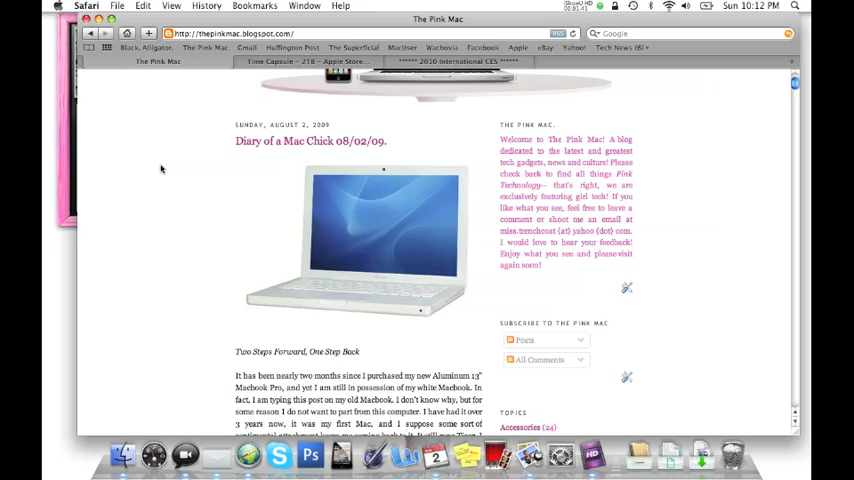 Safari File Edit View History Bookmarks Window Help
iShowU HD
00:01:41
Sun 10:12 PM
The Pink Mac
http://thepinkmac.blogspot.com/
RSS
Google
Black, Alligator. The Pink Mac Gmail Huffington Post The Superficial MacUser Wachovia Facebook Apple eBay Yahoo! Tech News (6)
The Pink Mac
Time Capsule – 2TB – Apple Store...
****** 2010 International CES ******
SUNDAY, AUGUST 2, 2009
Diary of a Mac Chick 08/02/09.
Two Steps Forward, One Step Back
It has been nearly two months since I purchased my new Aluminum 13"
Macbook Pro, and yet I am still in possession of my white Macbook. In
fact, I am typing this post on my old Macbook. I don't know why, but for
some reason I do not want to part from this computer. I have had it over
3 years now, it was my first Mac, and I suppose some sort of
THE PINK MAC.
Welcome to The Pink Mac! A blog
dedicated to the latest and greatest
tech gadgets, news and culture! Please
check back to find all things Pink
Technology-- that's right, we are
exclusively featuring girl tech! If you
like what you see, feel free to leave a
comment or shoot me an email at
miss.trenchcoat {at} yahoo {dot} com.
I would love to hear your feedback!
Enjoy what you see and please visit
again soon!
SUBSCRIBE TO THE PINK MAC
Posts
All Comments
TOPICS
Accessories (24)
Ps
2
HD